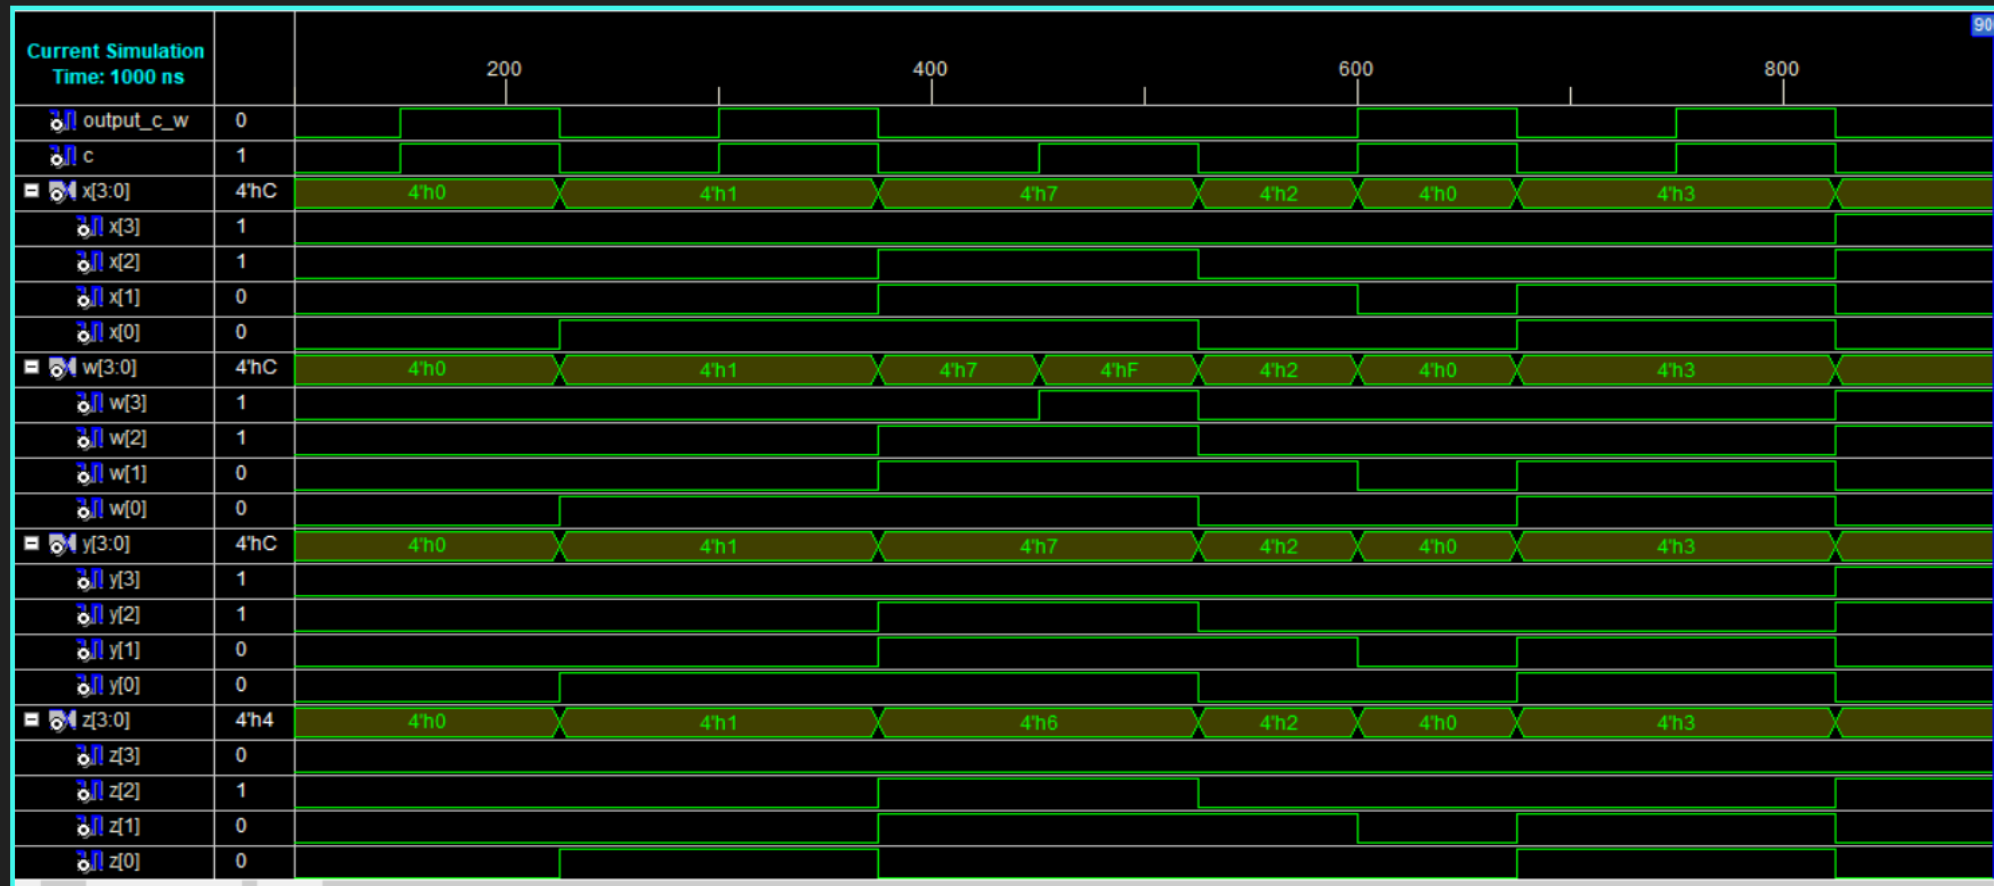 90
Current Simulation
Time: 1000 ns
200 400 600 800
output_c_w 0
c 1
x[3:0] 4'hC 4'h0 4'h1 4'h7 4'h2 4'h0 4'h3
x[3] 1
x[2] 1
x[1] 0
x[0] 0
w[3:0] 4'hC 4'h0 4'h1 4'h7 4'hF 4'h2 4'h0 4'h3
w[3] 1
w[2] 1
w[1] 0
w[0] 0
y[3:0] 4'hC 4'h0 4'h1 4'h7 4'h2 4'h0 4'h3
y[3] 1
y[2] 1
y[1] 0
y[0] 0
z[3:0] 4'h4 4'h0 4'h1 4'h6 4'h2 4'h0 4'h3
z[3] 0
z[2] 1
z[1] 0
z[0] 0